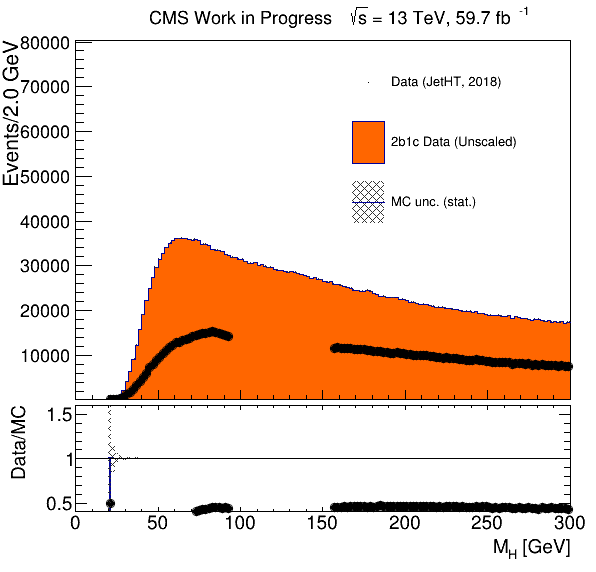 CMS Work in Progress √s = 13 TeV, 59.7 fb -1
Events/2.0 GeV
80000
70000
60000
50000
40000
30000
20000
10000
Data (JetHT, 2018)
2b1c Data (Unscaled)
MC unc. (stat.)
Data/MC
1.5
1
0.5
0 50 100 150 200 250 300
M_H [GeV]